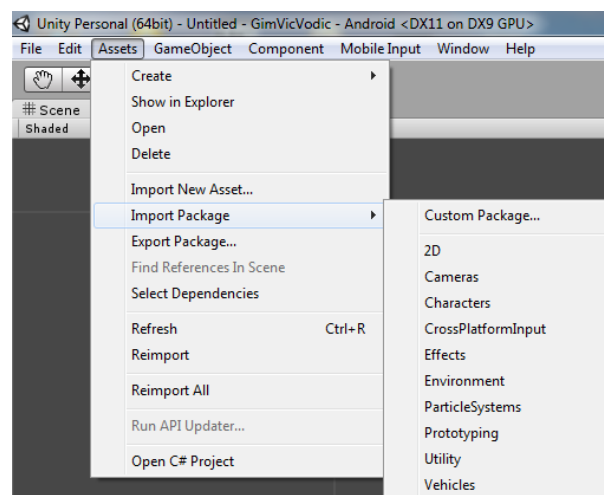 Unity Personal (64bit) - Untitled - GimVicVodic - Android <DX11 on DX9 GPU>
File Edit Assets GameObject Component Mobile Input Window Help
# Scene
Shaded
Create
Show in Explorer
Open
Delete
Import New Asset...
Import Package
Export Package...
Find References In Scene
Select Dependencies
Refresh Ctrl+R
Reimport
Reimport All
Run API Updater...
Open C# Project
Custom Package...
2D
Cameras
Characters
CrossPlatformInput
Effects
Environment
ParticleSystems
Prototyping
Utility
Vehicles